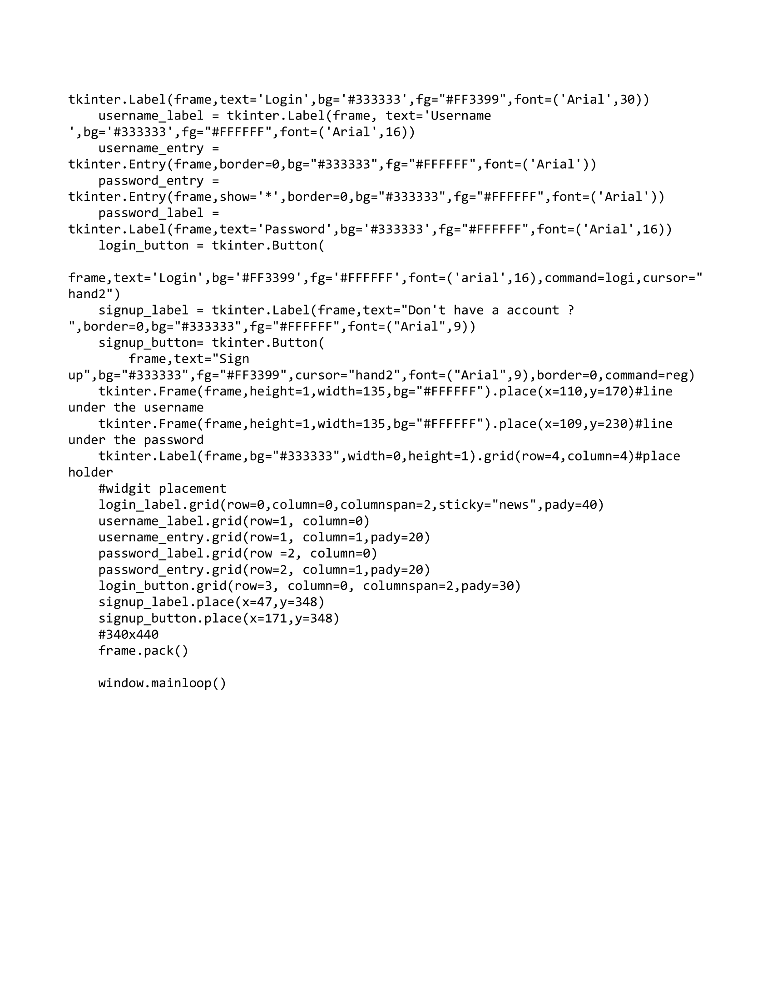 tkinter.Label(frame,text='Login',bg='#333333',fg="#FF3399",font=('Arial',30))
    username_label = tkinter.Label(frame, text='Username
',bg='#333333',fg="#FFFFFF",font=('Arial',16))
    username_entry =
tkinter.Entry(frame,border=0,bg="#333333",fg="#FFFFFF",font=('Arial'))
    password_entry =
tkinter.Entry(frame,show='*',border=0,bg="#333333",fg="#FFFFFF",font=('Arial'))
    password_label =
tkinter.Label(frame,text='Password',bg='#333333',fg="#FFFFFF",font=('Arial',16))
    login_button = tkinter.Button(

frame,text='Login',bg='#FF3399',fg='#FFFFFF',font=('arial',16),command=logi,cursor="
hand2")
    signup_label = tkinter.Label(frame,text="Don't have a account ?
",border=0,bg="#333333",fg="#FFFFFF",font=("Arial",9))
    signup_button= tkinter.Button(
        frame,text="Sign
up",bg="#333333",fg="#FF3399",cursor="hand2",font=("Arial",9),border=0,command=reg)
    tkinter.Frame(frame,height=1,width=135,bg="#FFFFFF").place(x=110,y=170)#line
under the username
    tkinter.Frame(frame,height=1,width=135,bg="#FFFFFF").place(x=109,y=230)#line
under the password
    tkinter.Label(frame,bg="#333333",width=0,height=1).grid(row=4,column=4)#place
holder
    #widgit placement
    login_label.grid(row=0,column=0,columnspan=2,sticky="news",pady=40)
    username_label.grid(row=1, column=0)
    username_entry.grid(row=1, column=1,pady=20)
    password_label.grid(row =2, column=0)
    password_entry.grid(row=2, column=1,pady=20)
    login_button.grid(row=3, column=0, columnspan=2,pady=30)
    signup_label.place(x=47,y=348)
    signup_button.place(x=171,y=348)
    #340x440
    frame.pack()

    window.mainloop()